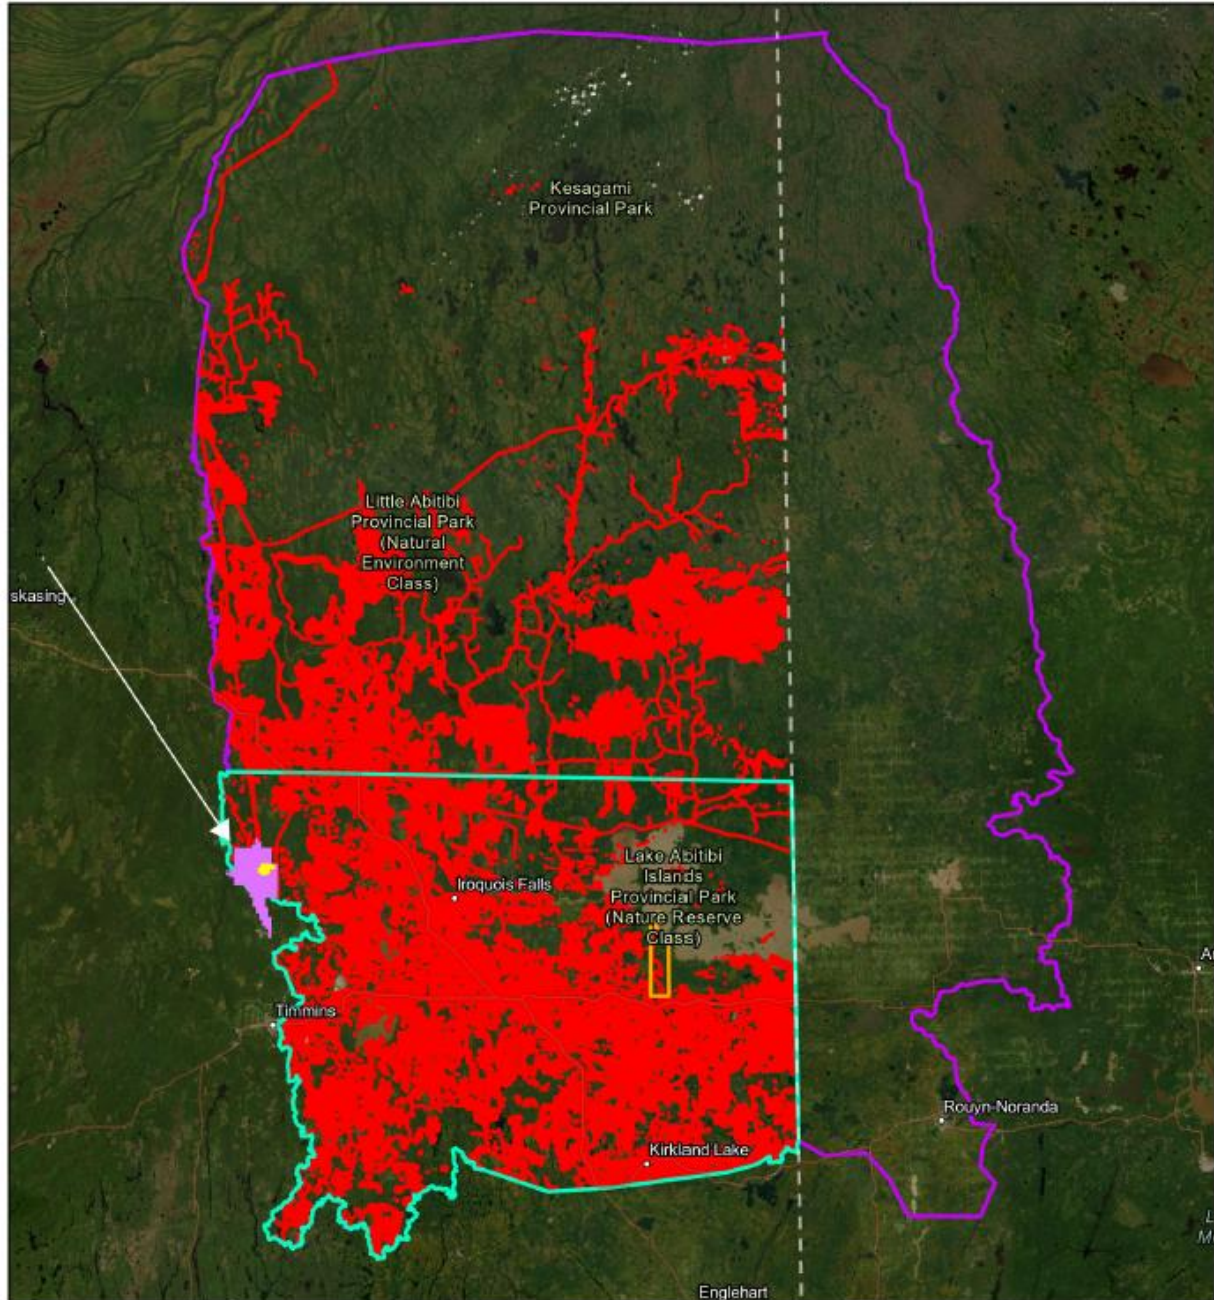 Kesagami
Provincial Park
Little Abitibi
Provincial Park
(Natural
Environment
Class)
skasing
Lake Abitibi
Islands
Provincial Park
(Nature Reserve
Class)
Iroquois Falls
Timmins
Rouyn-Noranda
Kirkland Lake
Englehart